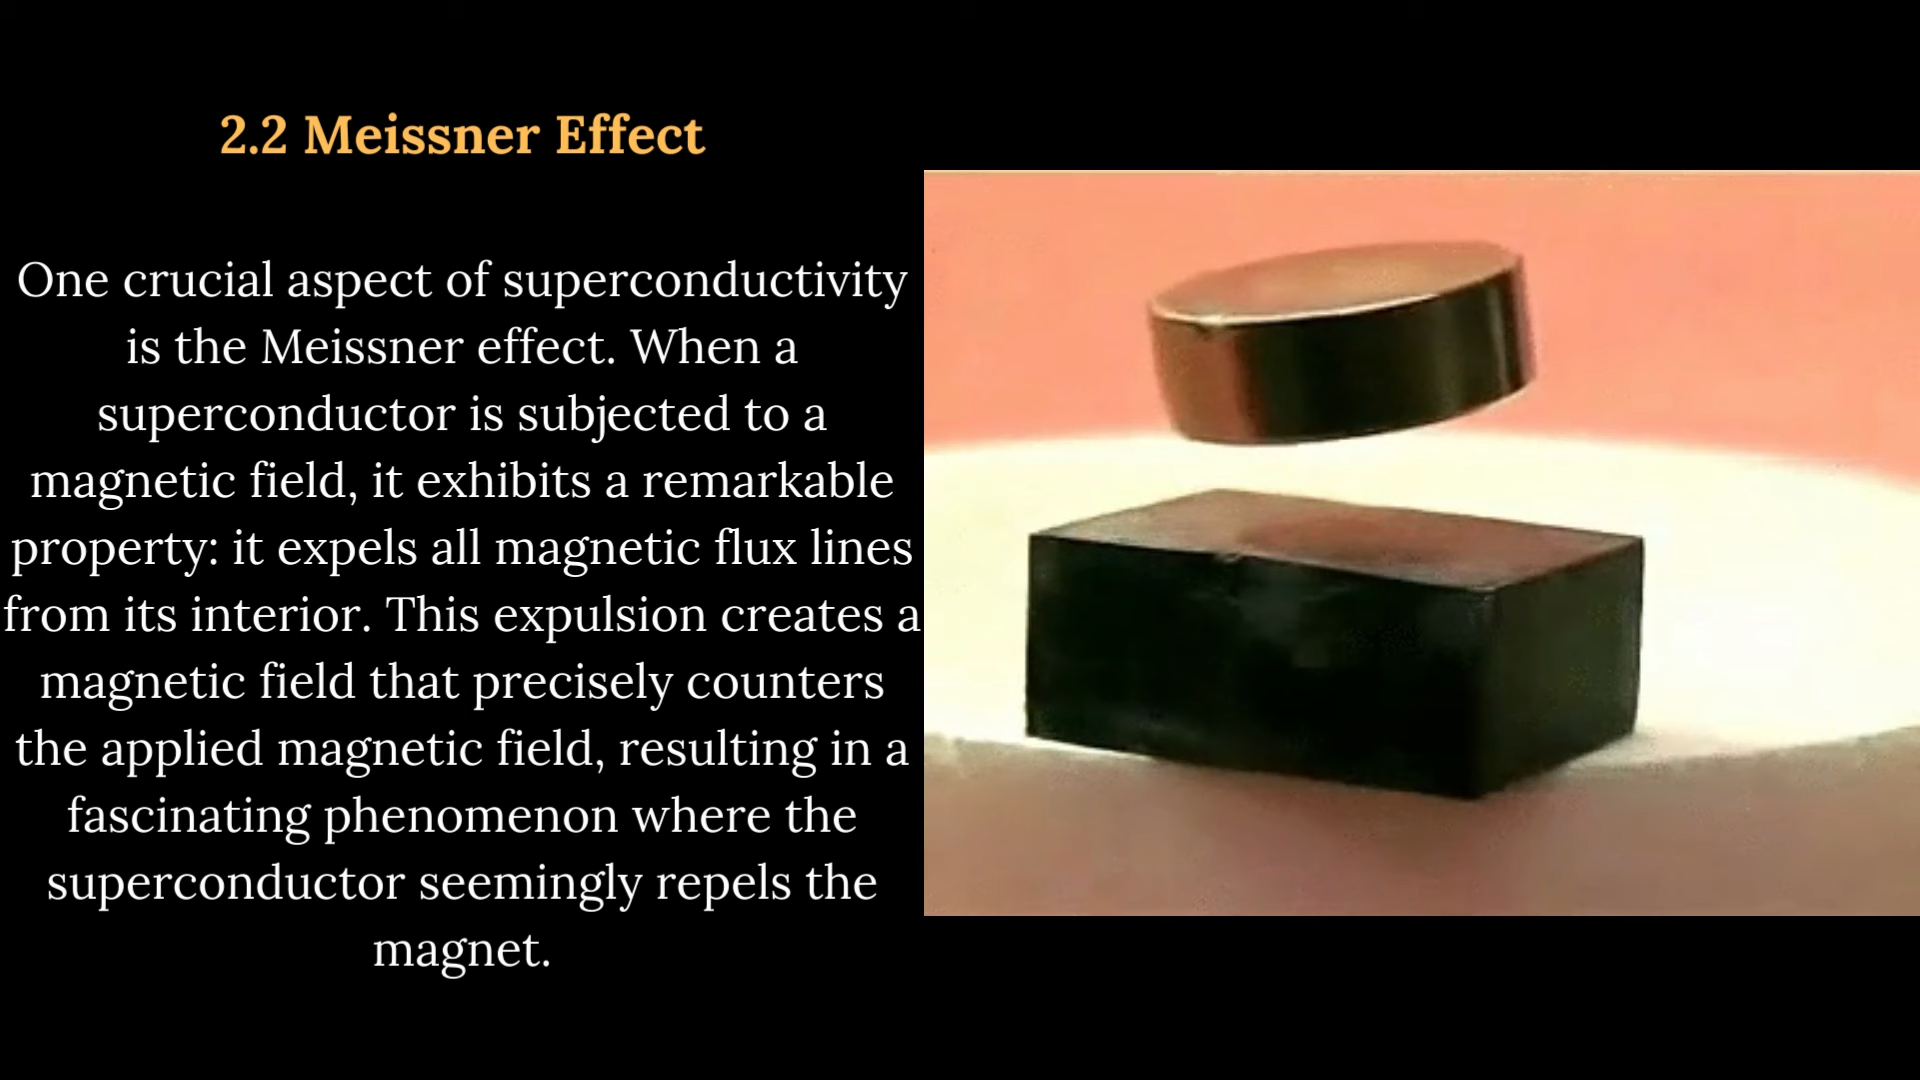 2.2 Meissner Effect
One crucial aspect of superconductivity
is the Meissner effect. When a
superconductor is subjected to a
magnetic field, it exhibits a remarkable
property: it expels all magnetic flux lines
from its interior. This expulsion creates a
magnetic field that precisely counters
the applied magnetic field, resulting in a
fascinating phenomenon where the
superconductor seemingly repels the
magnet.